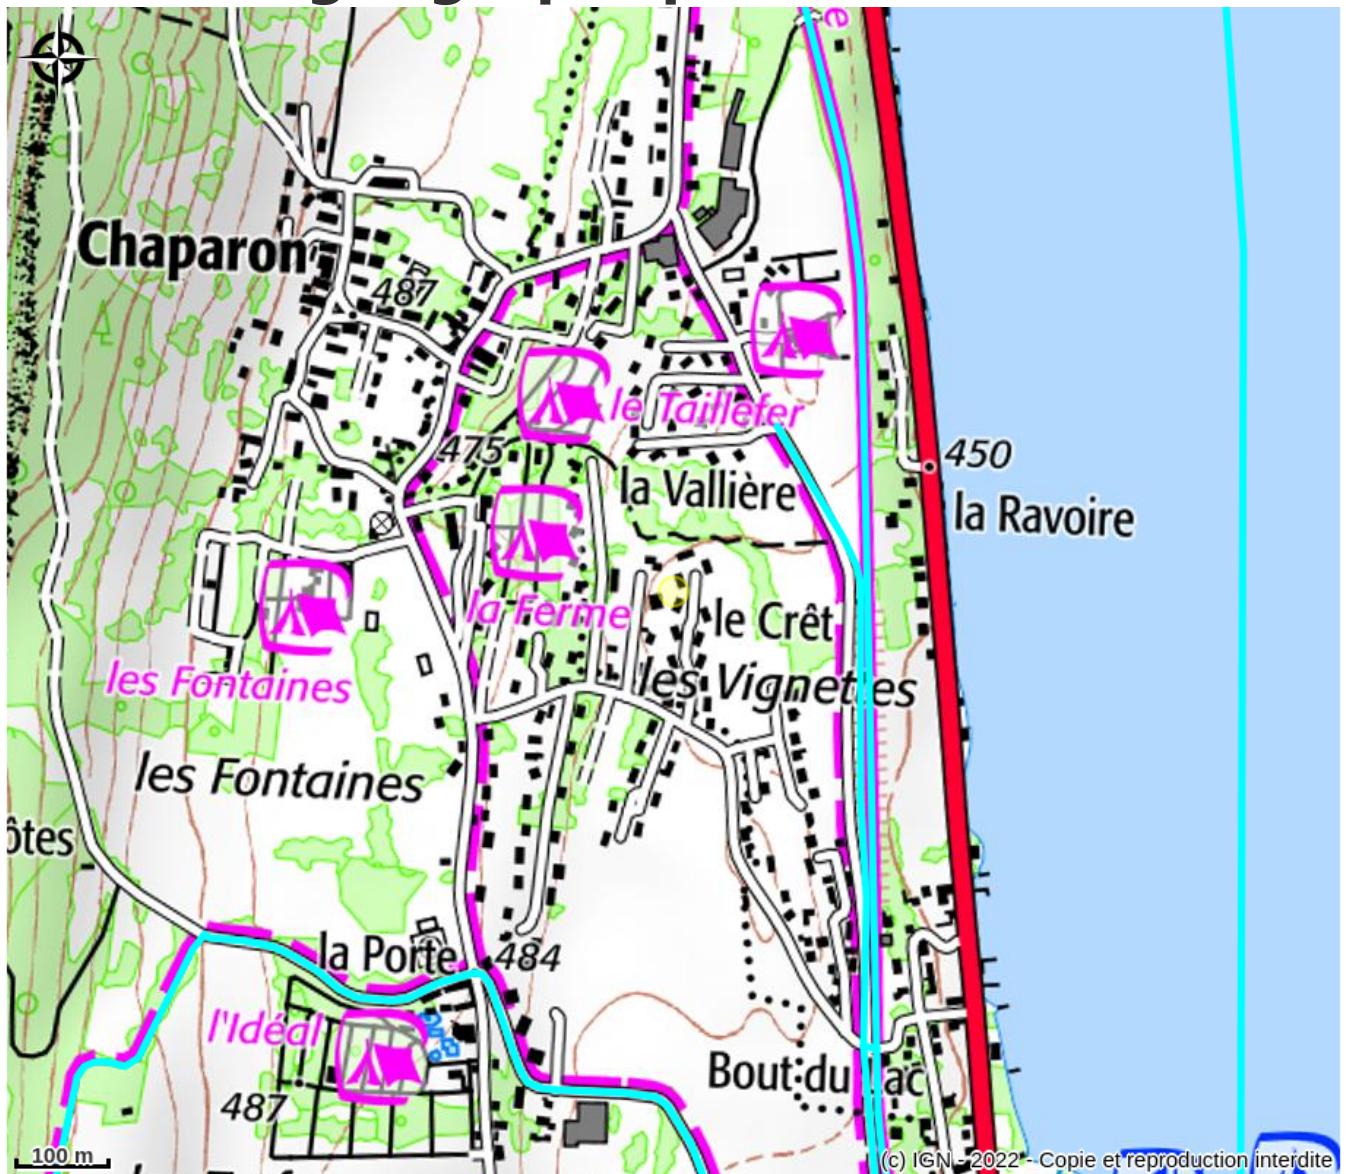 Chaparon
487
le Taillefer
475
450
la Vallière
la Ravoire
la Ferme
le Crêt
les Fontaines
les Vignettes
les Fontaines
ôtes
la Porte
484
l'Idéal
Bout du Lac
487
100 m
(c) IGN - 2022 - Copie et reproduction interdite